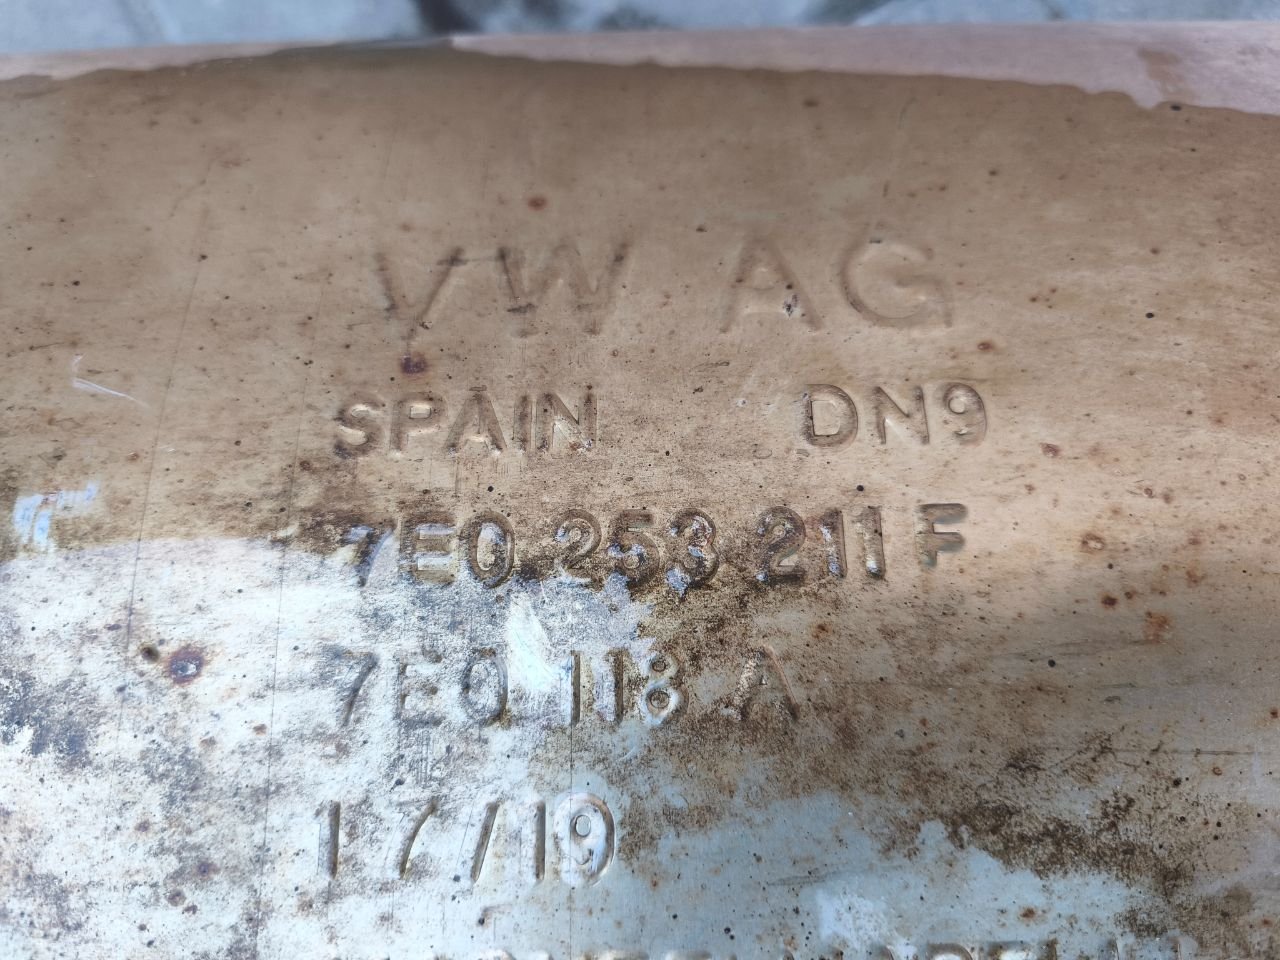 VW AG
SPAIN DN9
7E0 253 211 F
7E0 118 A
17/19